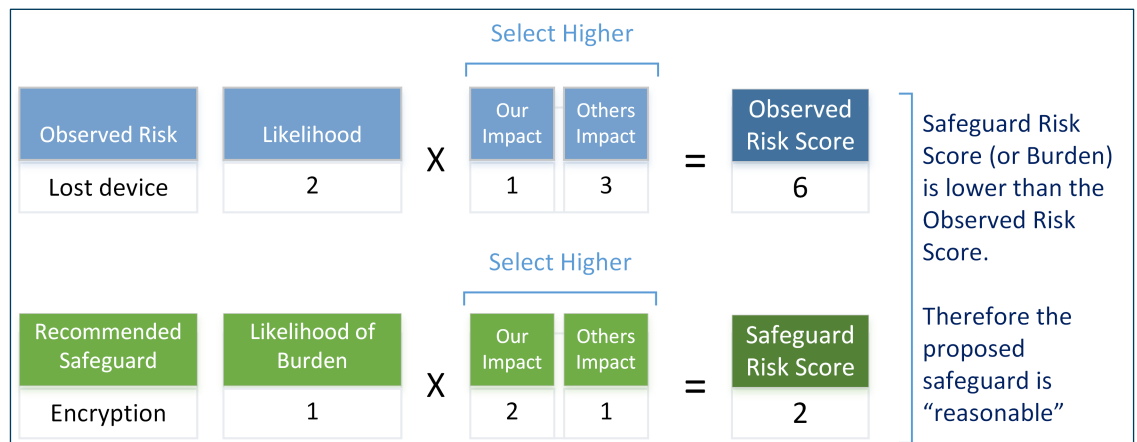 Select Higher
Observed Risk
Likelihood
Our
Impact
Others
Impact
Observed
Risk Score
Lost device
2
X
1
3
=
6
Safeguard Risk
Score (or Burden)
is lower than the
Observed Risk
Score.
Therefore the
proposed
safeguard is
“reasonable”
Select Higher
Recommended
Safeguard
Likelihood of
Burden
Our
Impact
Others
Impact
Safeguard
Risk Score
Encryption
1
X
2
1
=
2